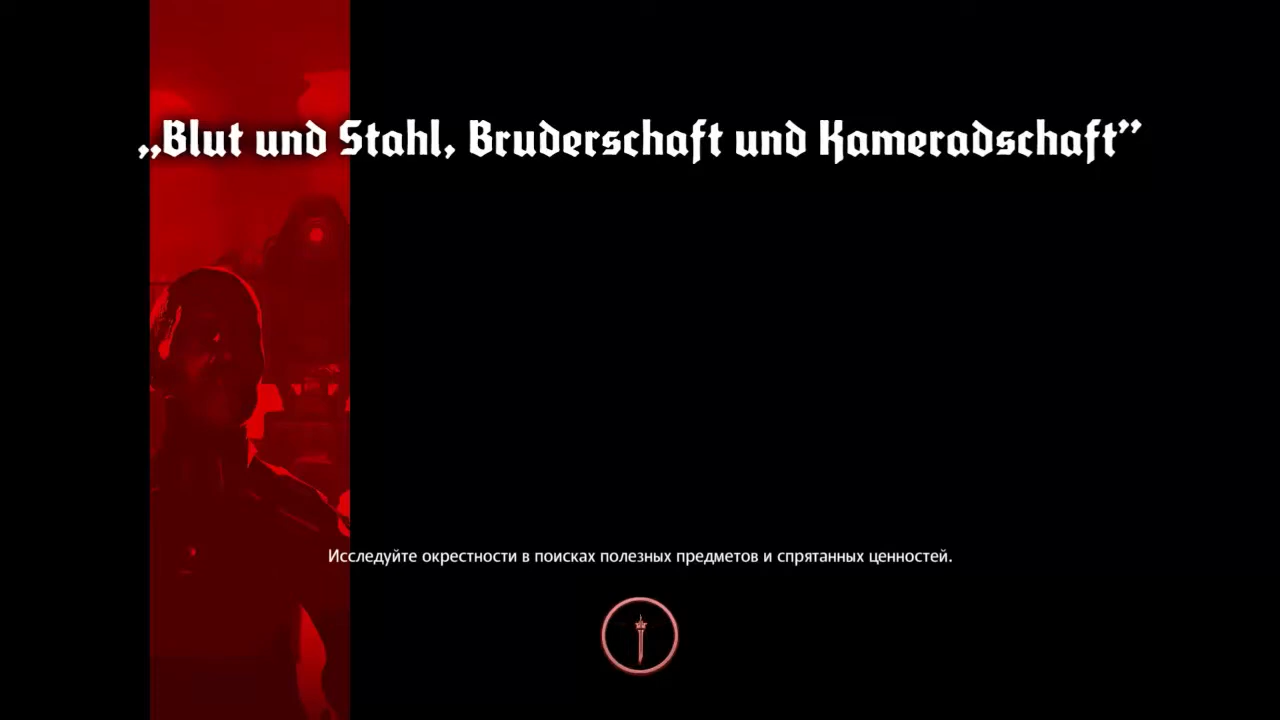 „Blut und Stahl, Bruderschaft und Kameradschaft”
Исследуйте окрестности в поисках полезных предметов и спрятанных ценностей.